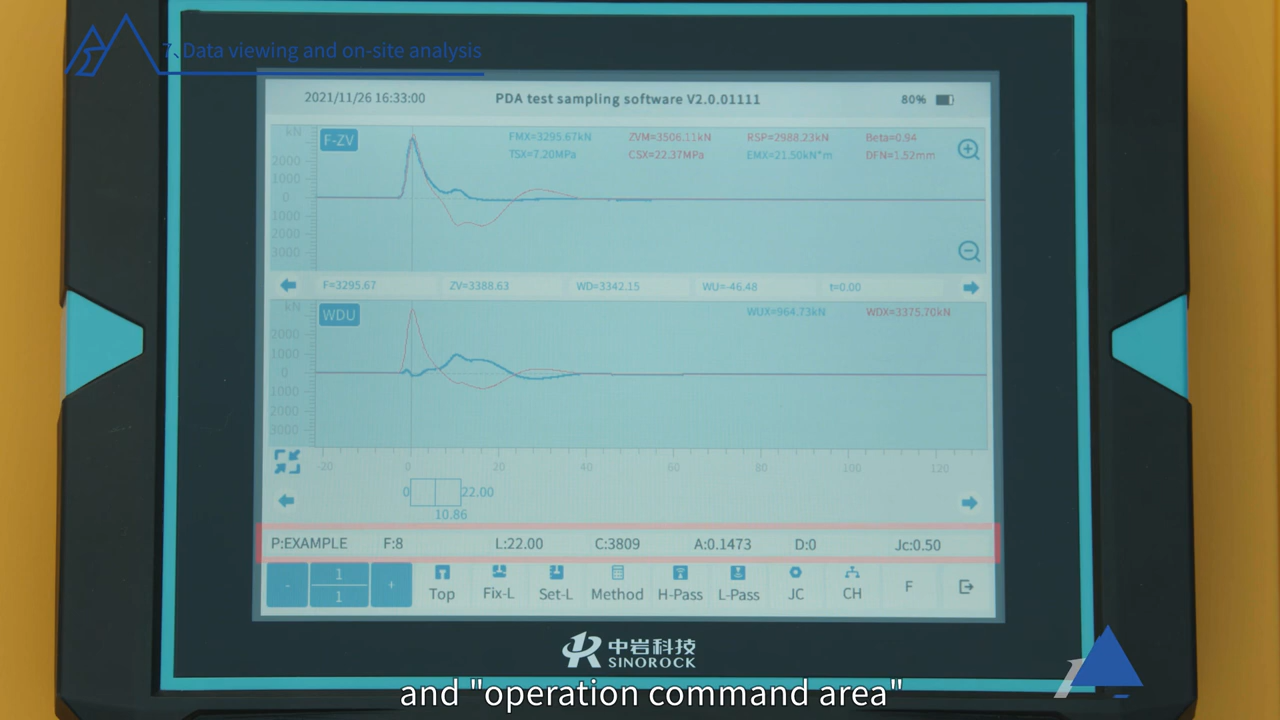 7、Data viewing and on-site analysis
2021/11/26 16:33:00 PDA test sampling software V2.0.01111 80%
kN F-ZV FMX=3295.67kN ZVM=3506.11kN RSP=2988.23kN Beta=0.94
TSX=7.20MPa CSX=22.37MPa EMX=21.50kN*m DFN=1.52mm
2000
1000
0
1000
2000
3000
F=3295.67 ZV=3388.63 WD=3342.15 WU=-46.48 t=0.00
kN WDU WUX=964.73kN WDX=3375.70kN
2000
1000
0
1000
2000
3000
-20 0 20 40 60 80 100 120
0 22.00
10.86
P:EXAMPLE F:8 L:22.00 C:3809 A:0.1473 D:0 Jc:0.50
- 1 + 
1
Top Fix-L Set-L Method H-Pass L-Pass JC CH F
中岩科技
SINOROCK
and "operation command area"